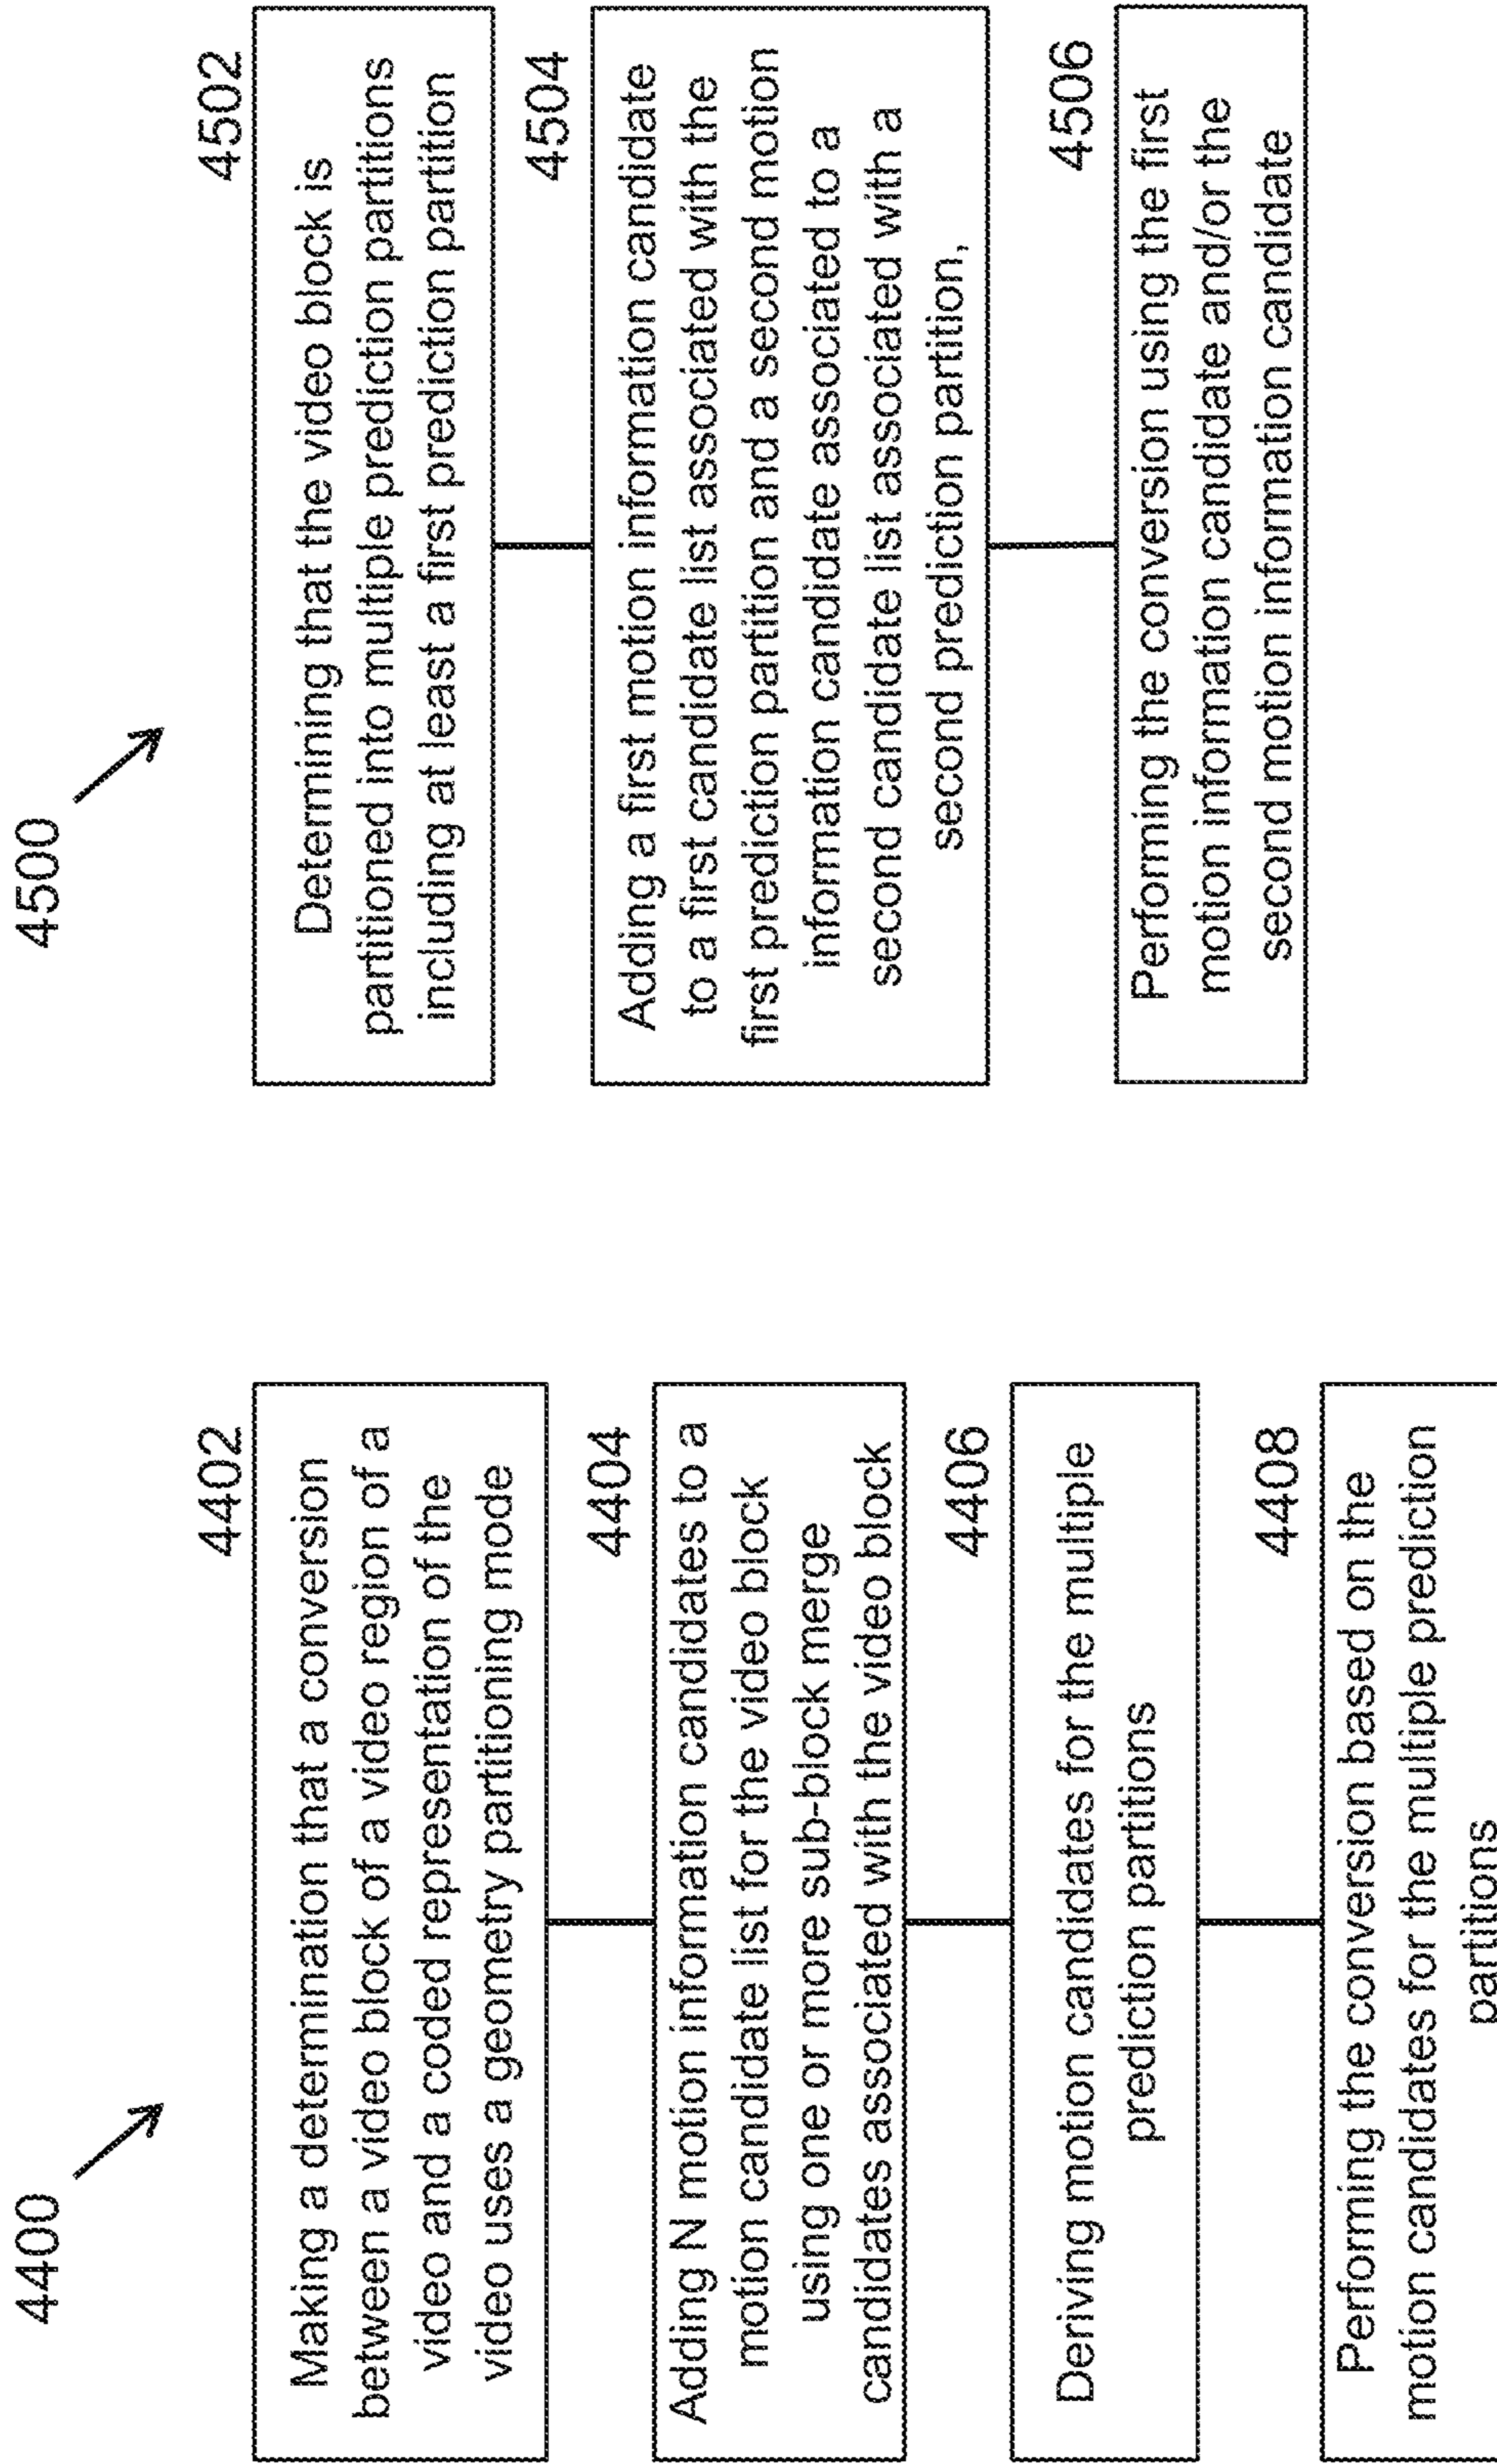 4400
4402
Making a determination that a conversion
between a video block of a video region of a
video and a coded representation of the
video uses a geometry partitioning mode
4404
Adding N motion information candidates to a
motion candidate list for the video block
using one or more sub-block merge
candidates associated with the video block
4406
Deriving motion candidates for the multiple
prediction partitions
4408
Performing the conversion based on the
motion candidates for the multiple prediction
partitions
4500
4502
Determining that the video block is
partitioned into multiple prediction partitions
including at least a first prediction partition
4504
Adding a first motion information candidate
to a first candidate list associated with the
first prediction partition and a second motion
information candidate associated to a
second candidate list associated with a
second prediction partition,
4506
Performing the conversion using the first
motion information candidate and/or the
second motion information candidate